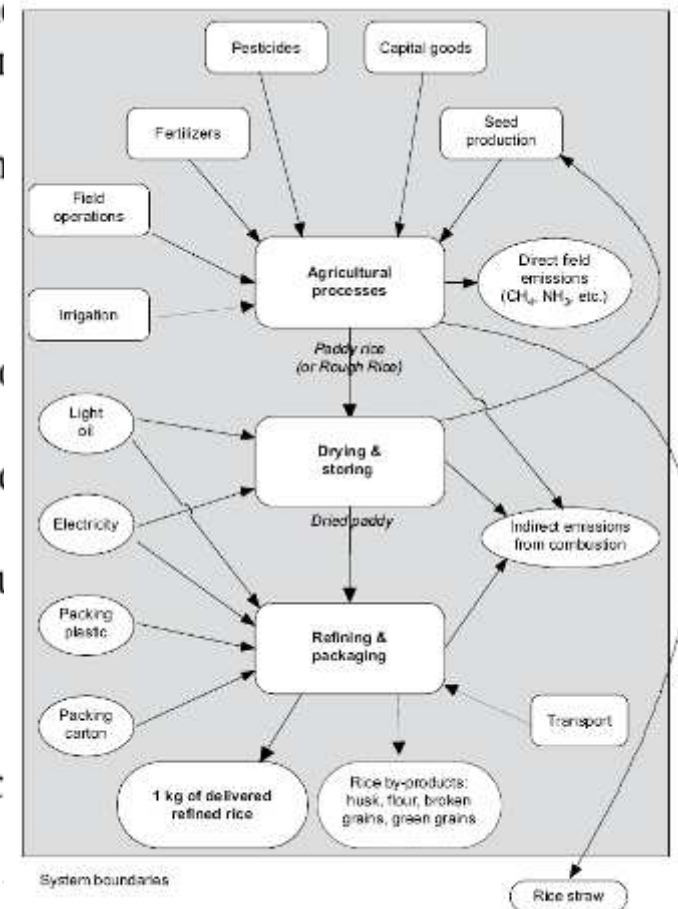 Pesticides
Capital goods
Fertilizers
Seed
production
Field
operations
Agricultural
processes
Direct field
emissions
(CH₄, NH₃, etc.)
Irrigation
Paddy rice
(or Rough Rice)
Light
oil
Drying &
storing
Electricity
Dried paddy
Indirect emissions
from combustion
Packing
plastic
Refining &
packaging
Packing
carton
Transport
1 kg of delivered
refined rice
Rice by-products:
husk, flour, broken
grains, green grains
System boundaries
Rice straw